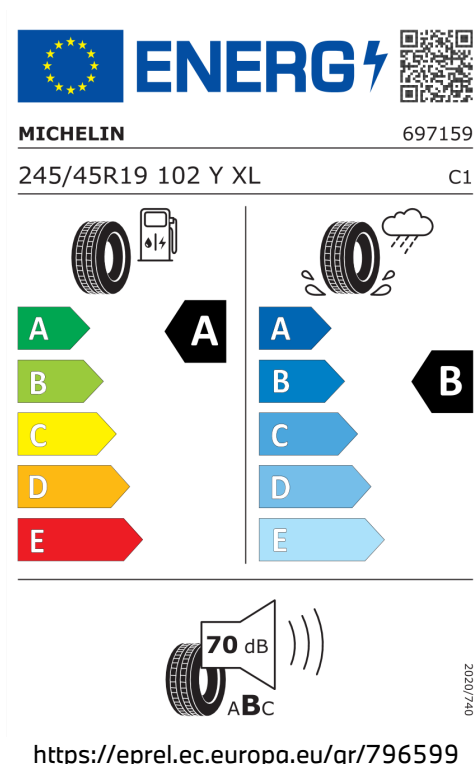 ENERG
MICHELIN 697159
245/45R19 102 Y XL C1
A A
B
C
D
E
A
B B
C
D
E
70 dB
ABC
2020/740
https://eprel.ec.europa.eu/qr/796599